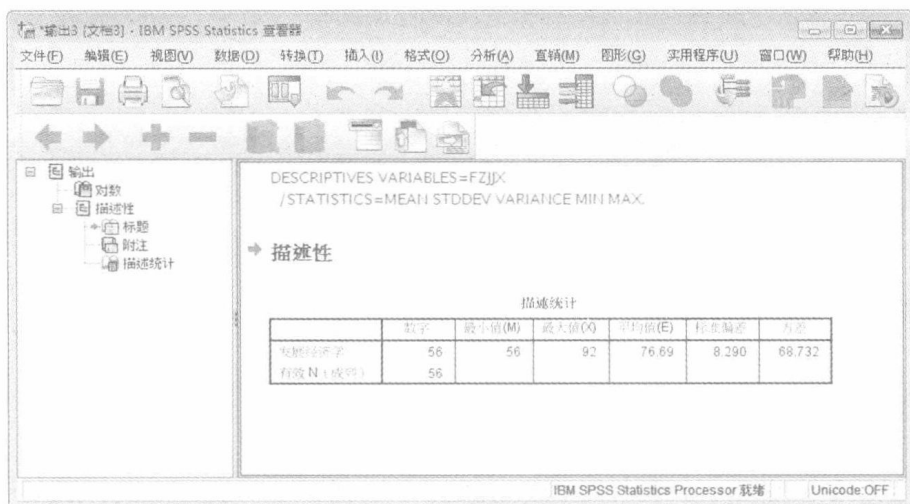 *输出3 [文档3] - IBM SPSS Statistics 查看器
文件(F) 编辑(E) 视图(V) 数据(D) 转换(T) 插入(I) 格式(O) 分析(A) 直销(M) 图形(G) 实用程序(U) 窗口(W) 帮助(H)
输出
对数
描述性
标题
附注
描述统计
DESCRIPTIVES VARIABLES=FZJJX
/STATISTICS=MEAN STDDEV VARIANCE MIN MAX.
描述性
描述统计
数字 最小值(M) 最大值(X) 平均值(E) 标准偏差 方差
发展经济学 56 56 92 76.69 8.290 68.732
有效 N（成列） 56
IBM SPSS Statistics Processor 就绪 Unicode:OFF